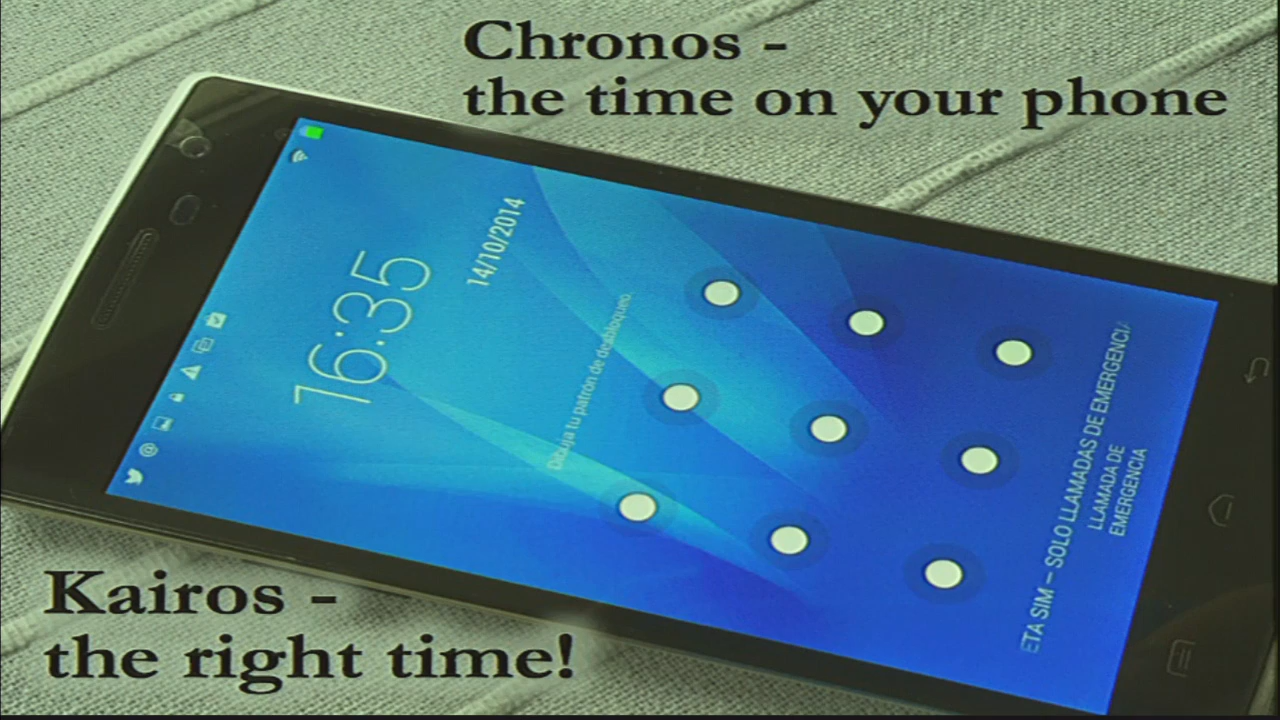 Chronos -
the time on your phone
16:35
14/10/2014
Dibuja tu patrón de desbloqueo.
ETA SIM – SOLO LLAMADAS DE EMERGENCIA
LLAMADA DE
EMERGENCIA
Kairos -
the right time!